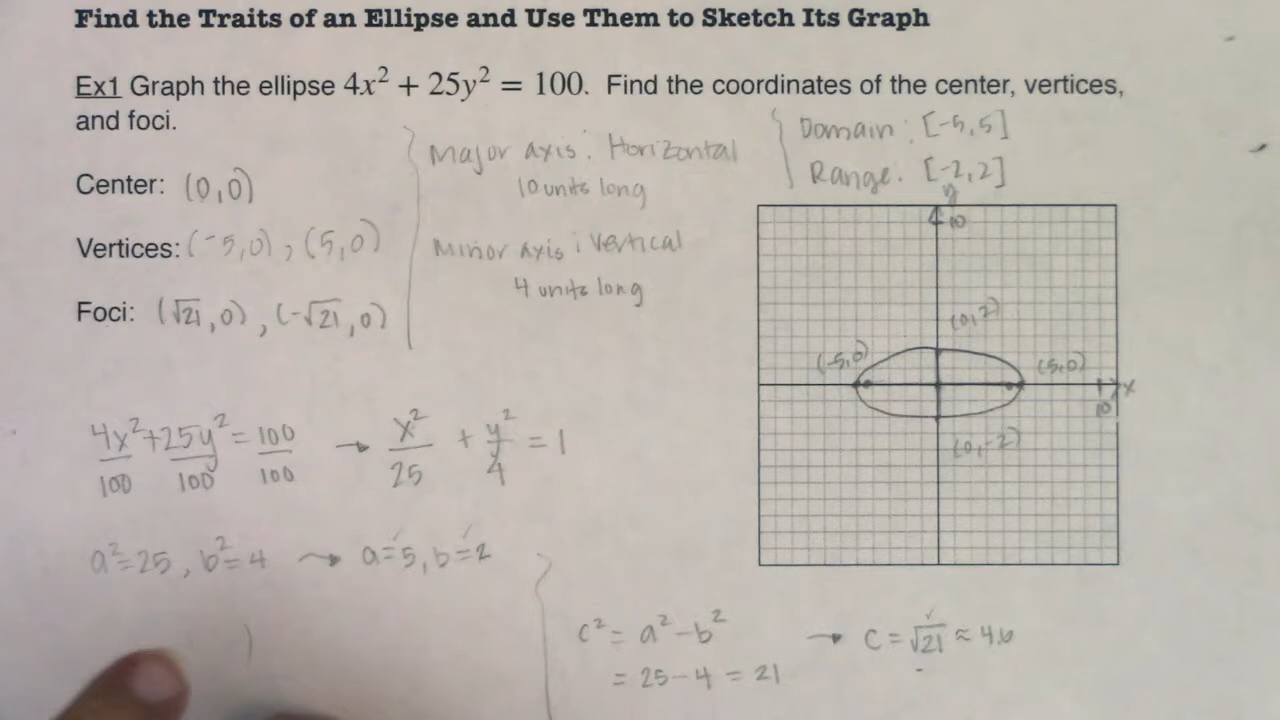 Find the Traits of an Ellipse and Use Them to Sketch Its Graph
Ex1 Graph the ellipse 4x² + 25y² = 100. Find the coordinates of the center, vertices,
and foci.
Center: (0,0)
Vertices: (-5,0), (5,0)
Foci: (√21,0), (-√21,0)
Major axis: Horizontal
10 units long
Minor axis: Vertical
4 units long
Domain: [-5,5]
Range: [-2,2]
y
10
(0,2)
(-5,0)
(5,0)
x
10
(0,-2)
4x²/100 + 25y²/100 = 100/100 → x²/25 + y²/4 = 1
a²=25, b²=4 → a=5, b=2
c² = a² - b²
= 25 - 4 = 21
→ c = √21 ≈ 4.6